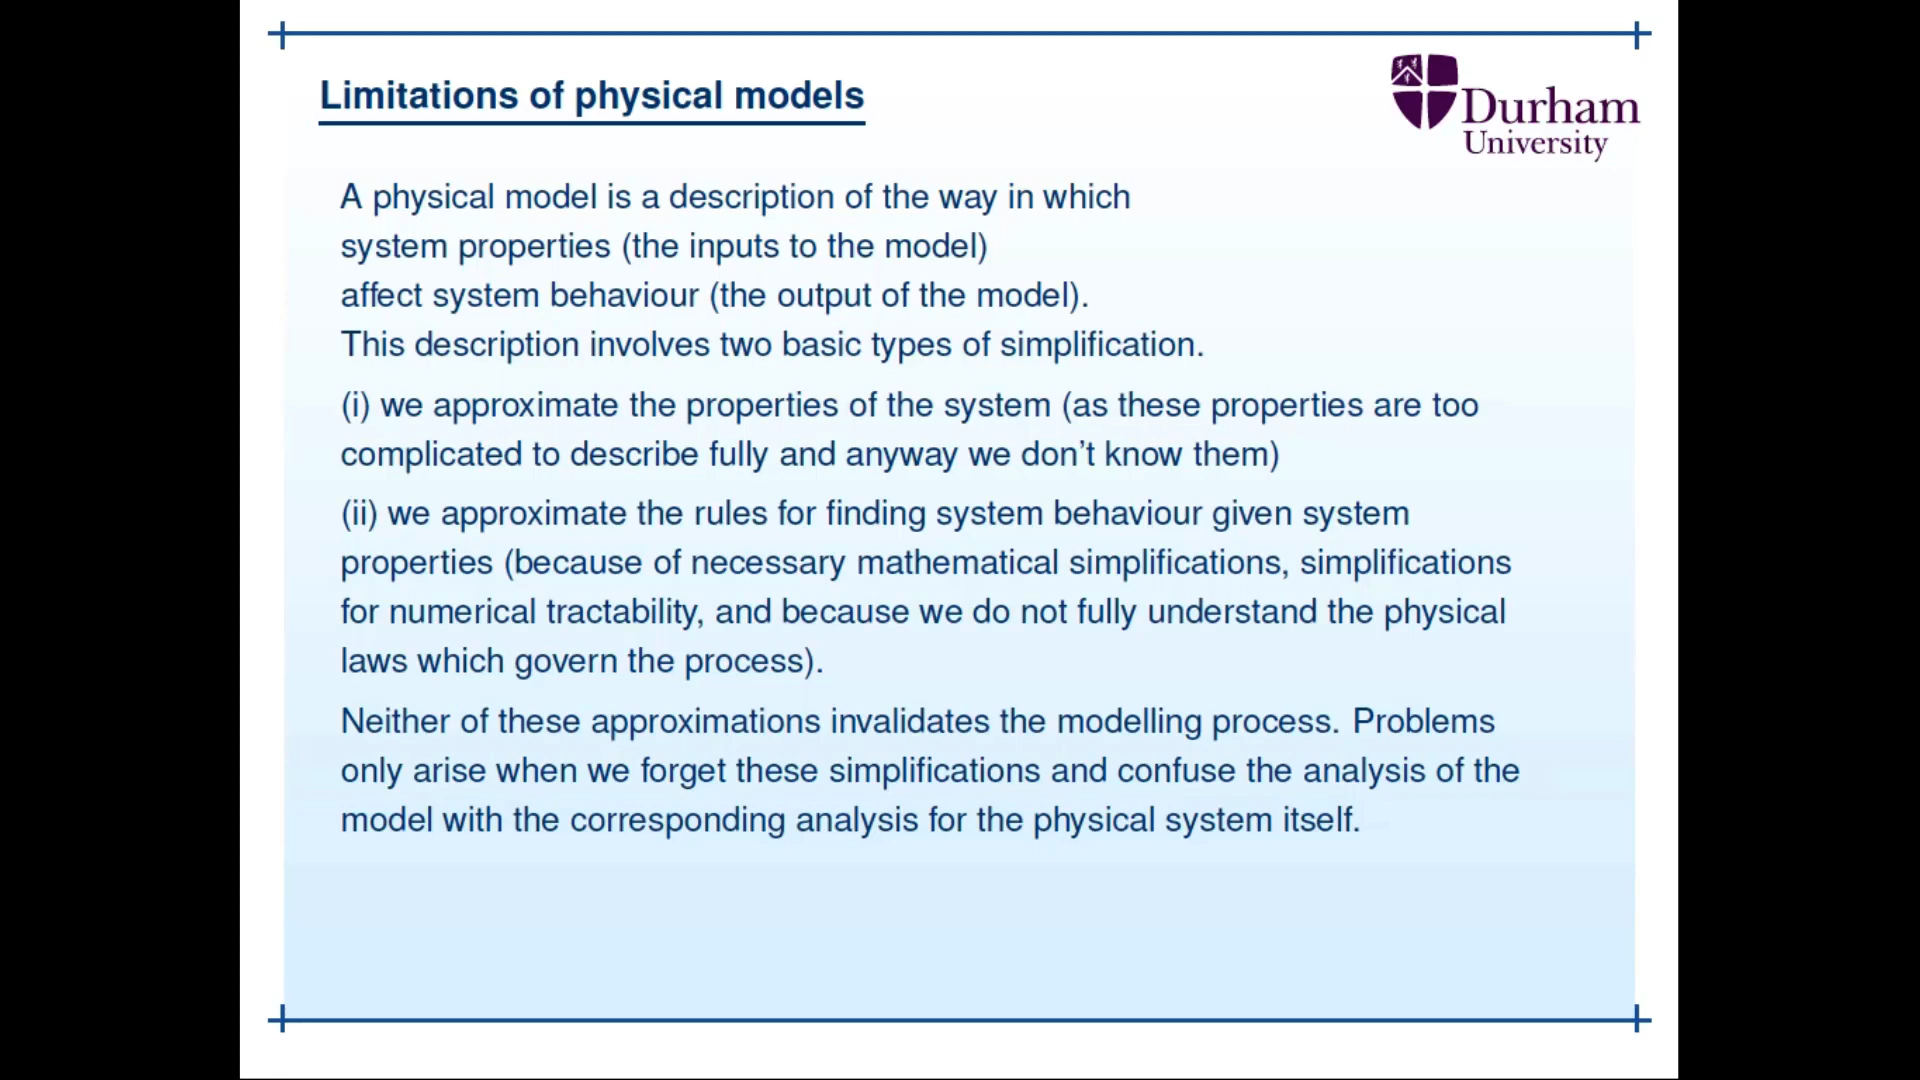 Limitations of physical models
Durham
University
A physical model is a description of the way in which
system properties (the inputs to the model)
affect system behaviour (the output of the model).
This description involves two basic types of simplification.
(i) we approximate the properties of the system (as these properties are too
complicated to describe fully and anyway we don’t know them)
(ii) we approximate the rules for finding system behaviour given system
properties (because of necessary mathematical simplifications, simplifications
for numerical tractability, and because we do not fully understand the physical
laws which govern the process).
Neither of these approximations invalidates the modelling process. Problems
only arise when we forget these simplifications and confuse the analysis of the
model with the corresponding analysis for the physical system itself.